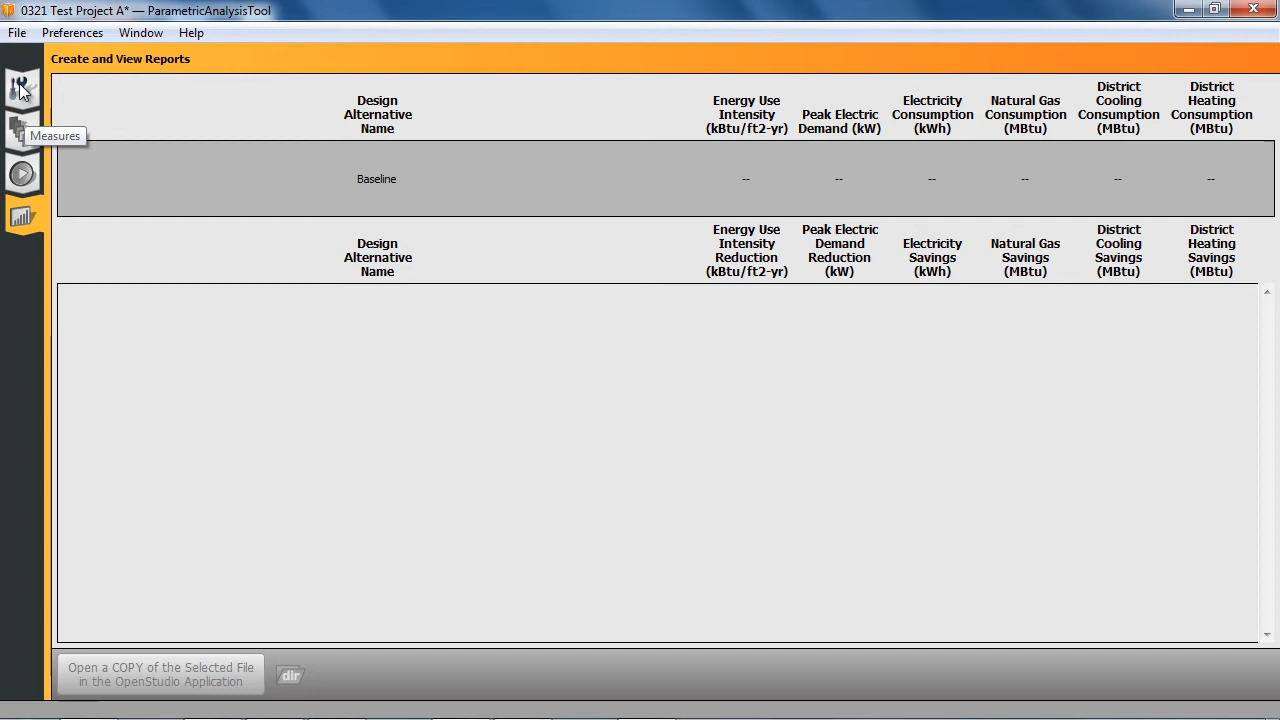 0321 Test Project A* — ParametricAnalysisTool
File Preferences Window Help
Create and View Reports
Measures
Design
Alternative
Name
Energy Use
Intensity
(kBtu/ft2-yr)
Peak Electric
Demand (kW)
Electricity
Consumption
(kWh)
Natural Gas
Consumption
(MBtu)
District
Cooling
Consumption
(MBtu)
District
Heating
Consumption
(MBtu)
Baseline -- -- -- -- -- --
Design
Alternative
Name
Energy Use
Intensity
Reduction
(kBtu/ft2-yr)
Peak Electric
Demand
Reduction
(kW)
Electricity
Savings
(kWh)
Natural Gas
Savings
(MBtu)
District
Cooling
Savings
(MBtu)
District
Heating
Savings
(MBtu)
Open a COPY of the Selected File
in the OpenStudio Application
dir